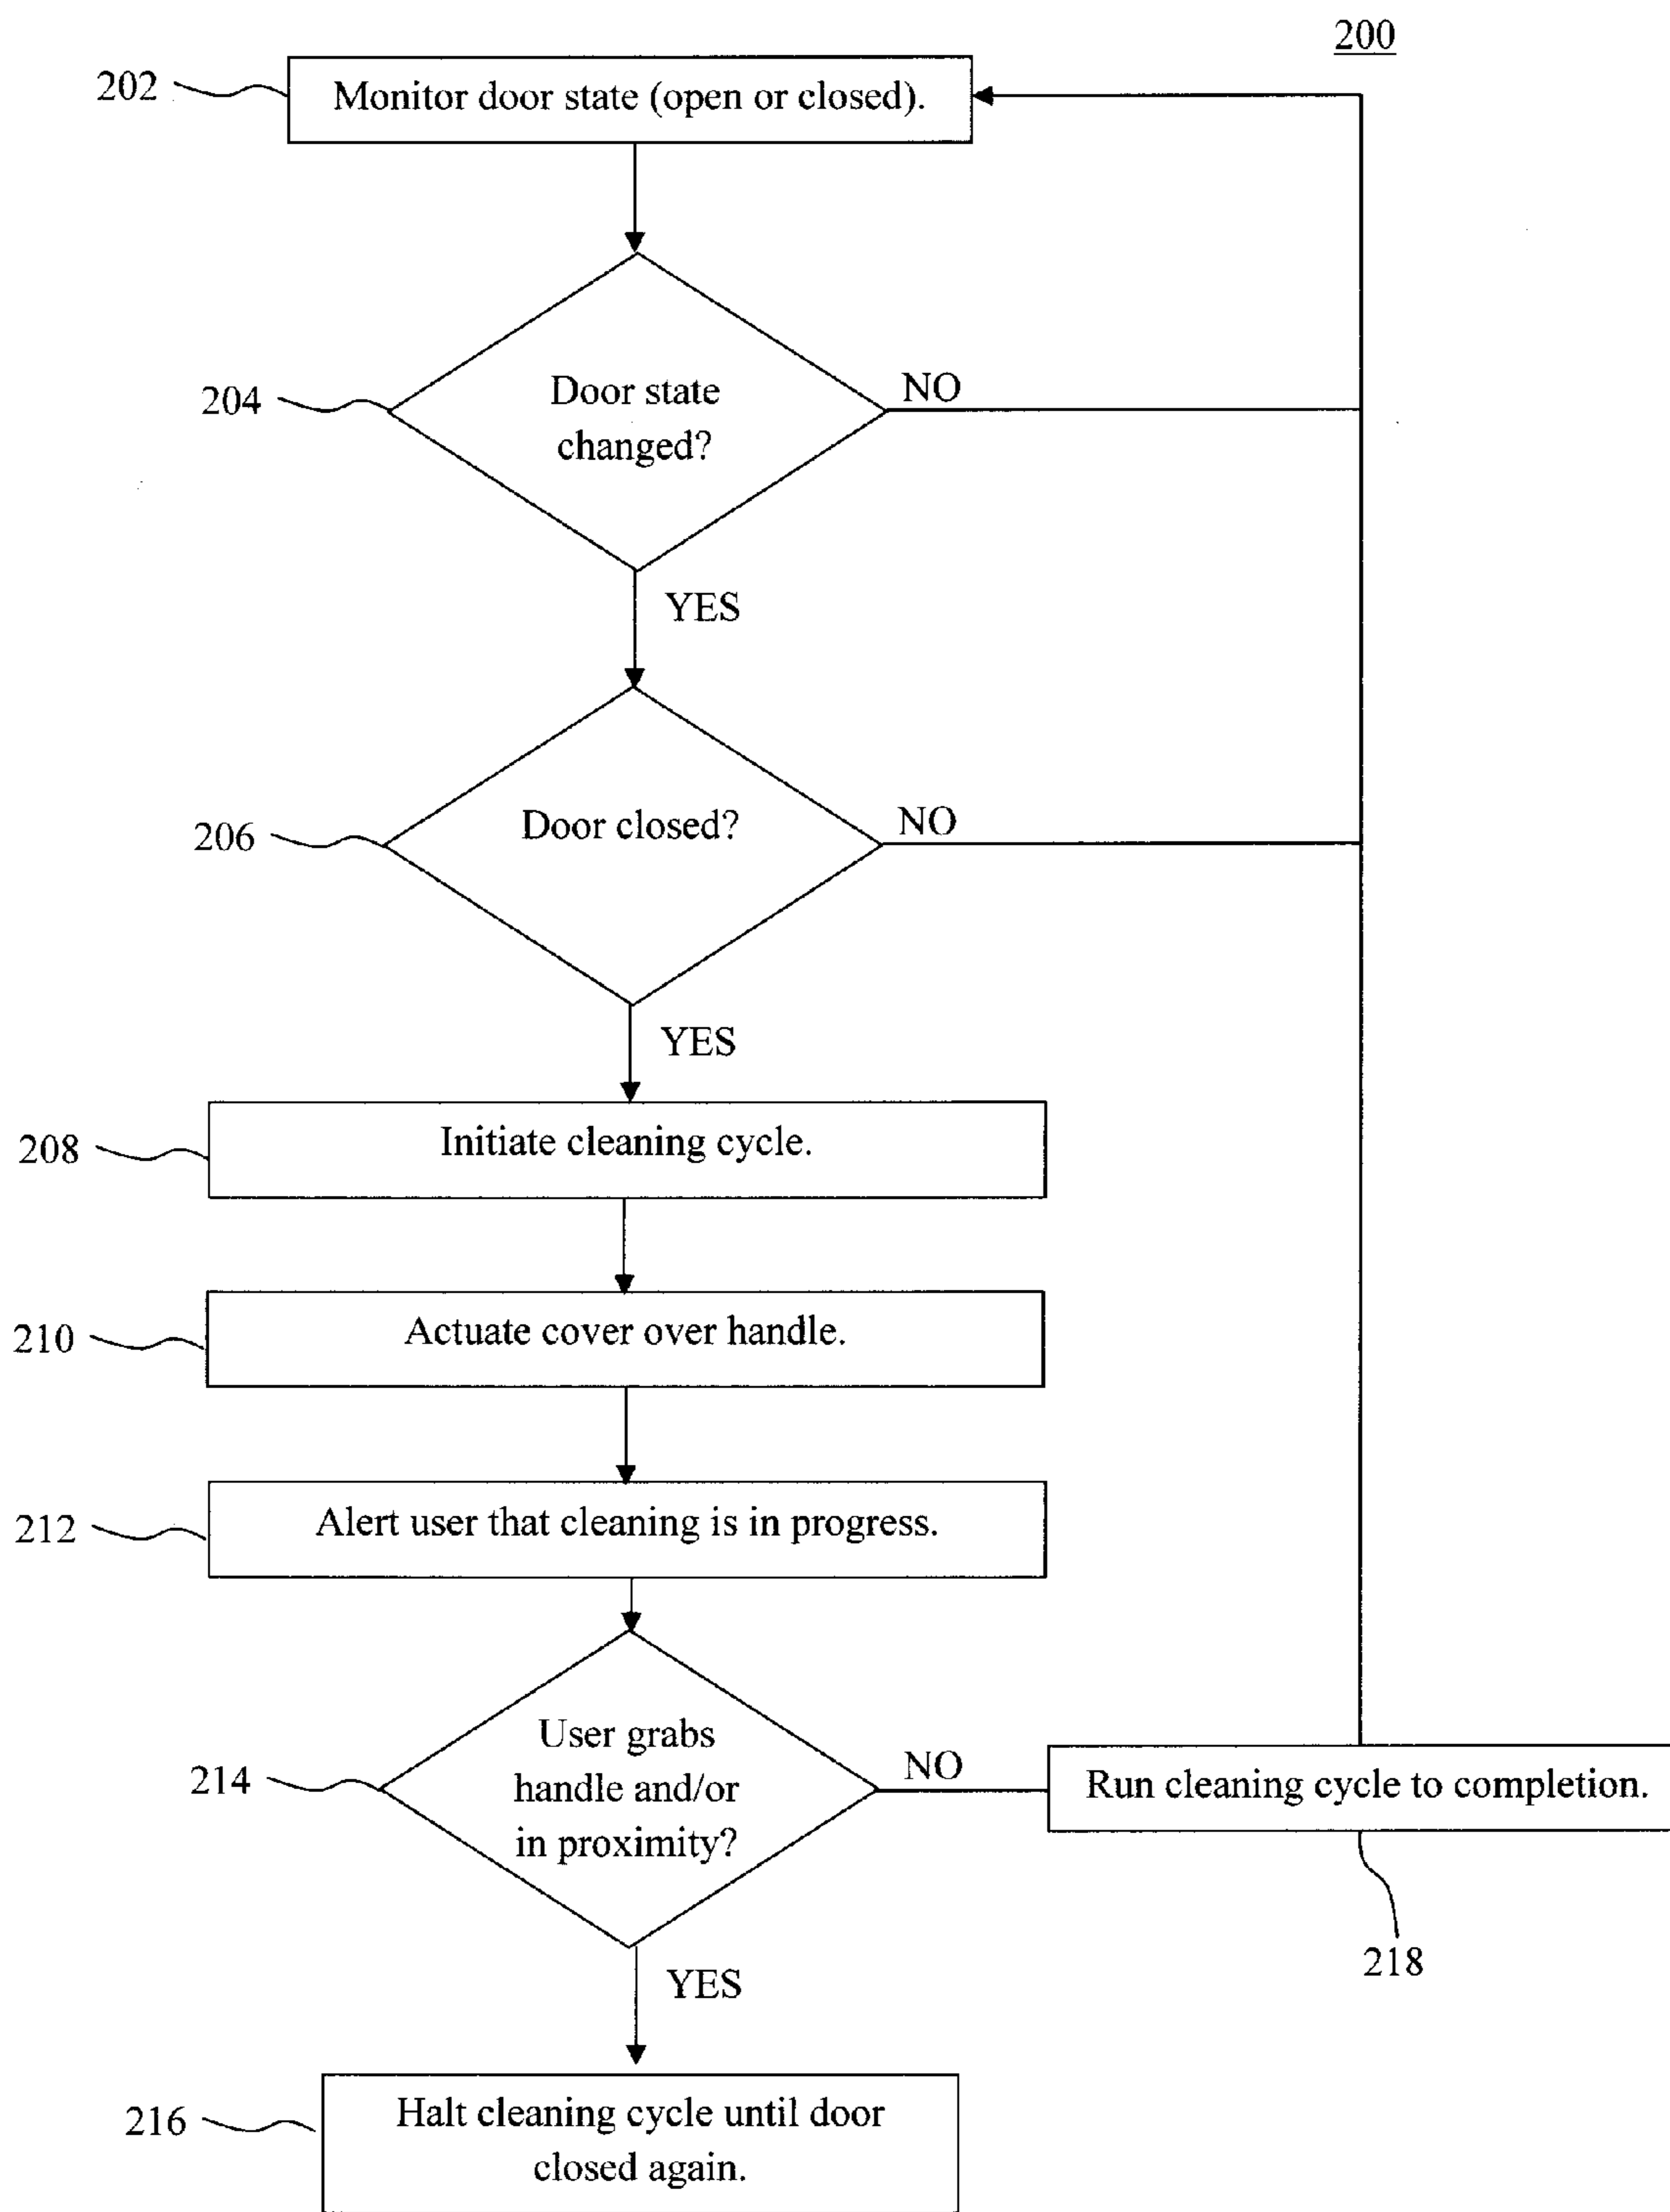 200
202
Monitor door state (open or closed).
204
Door state
changed?
NO
YES
206
Door closed?
NO
YES
208
Initiate cleaning cycle.
210
Actuate cover over handle.
212
Alert user that cleaning is in progress.
214
User grabs
handle and/or
in proximity?
NO
Run cleaning cycle to completion.
218
YES
216
Halt cleaning cycle until door
closed again.